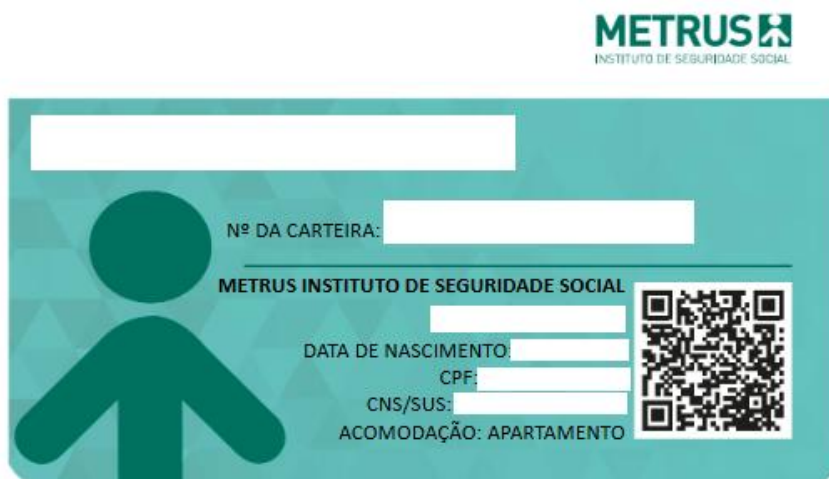 METRUS
INSTITUTO DE SEGURIDADE SOCIAL
Nº DA CARTEIRA:
METRUS INSTITUTO DE SEGURIDADE SOCIAL
DATA DE NASCIMENTO:
CPF:
CNS/SUS:
ACOMODAÇÃO: APARTAMENTO